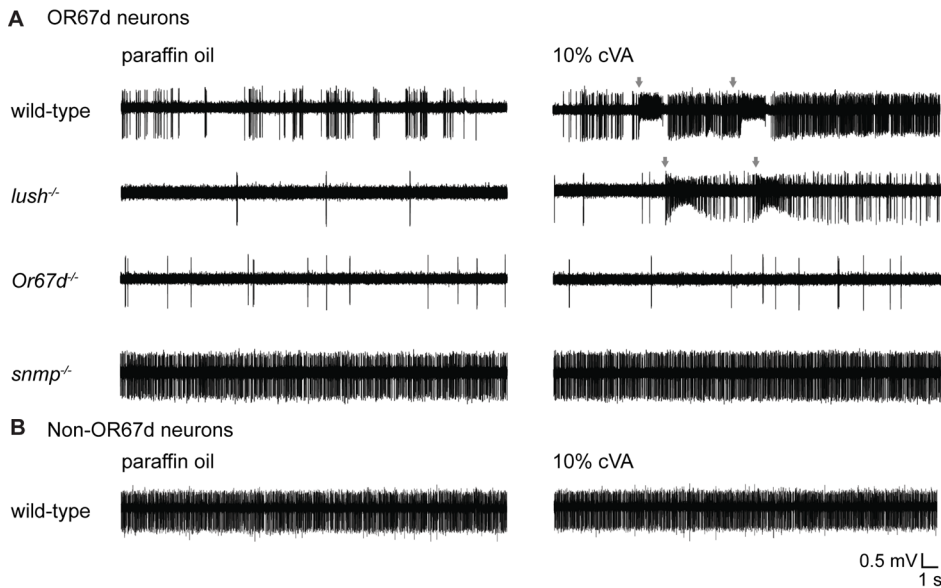 A OR67d neurons
paraffin oil 10% cVA
wild-type
lush-/-
Or67d-/-
snmp-/-
B Non-OR67d neurons
paraffin oil 10% cVA
wild-type
0.5 mV
1 s